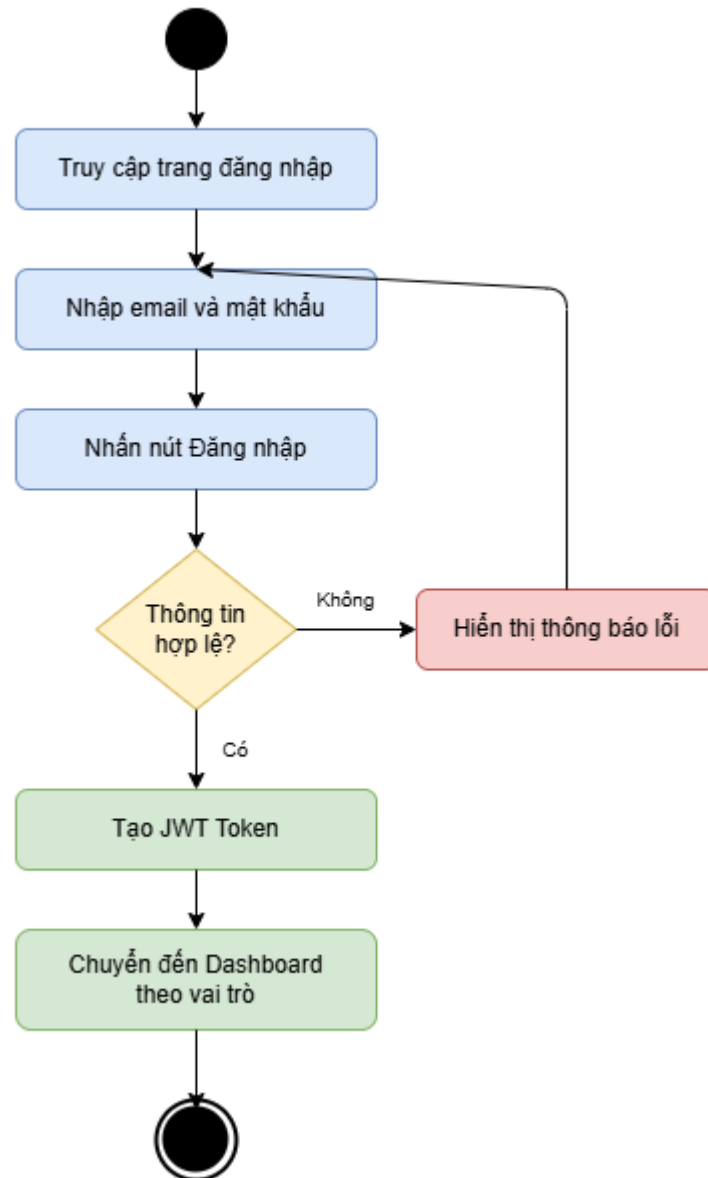 Truy cập trang đăng nhập
Nhập email và mật khẩu
Nhấn nút Đăng nhập
Thông tin
hợp lệ?
Không
Hiển thị thông báo lỗi
Có
Tạo JWT Token
Chuyển đến Dashboard
theo vai trò